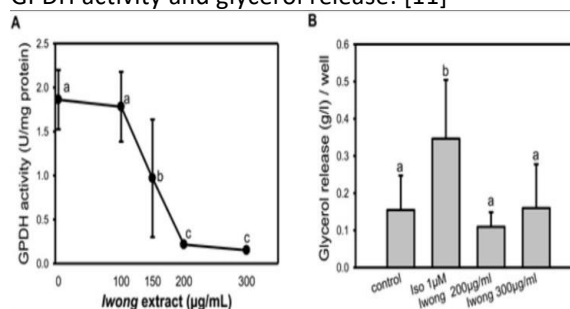 GPDH activity and glycerol release. [11]
A
GPDH activity (U/mg protein)
2.5
2.0
1.5
1.0
0.5
0.0
a
a
b
c
c
0 100 150 200 300
Iwong extract (µg/mL)
B
Glycerol release (g/l) / well
0.6
0.5
0.4
0.3
0.2
0.1
0.0
a
b
a
a
control
Iso 1µM
Iwong 200µg/ml
Iwong 300µg/ml